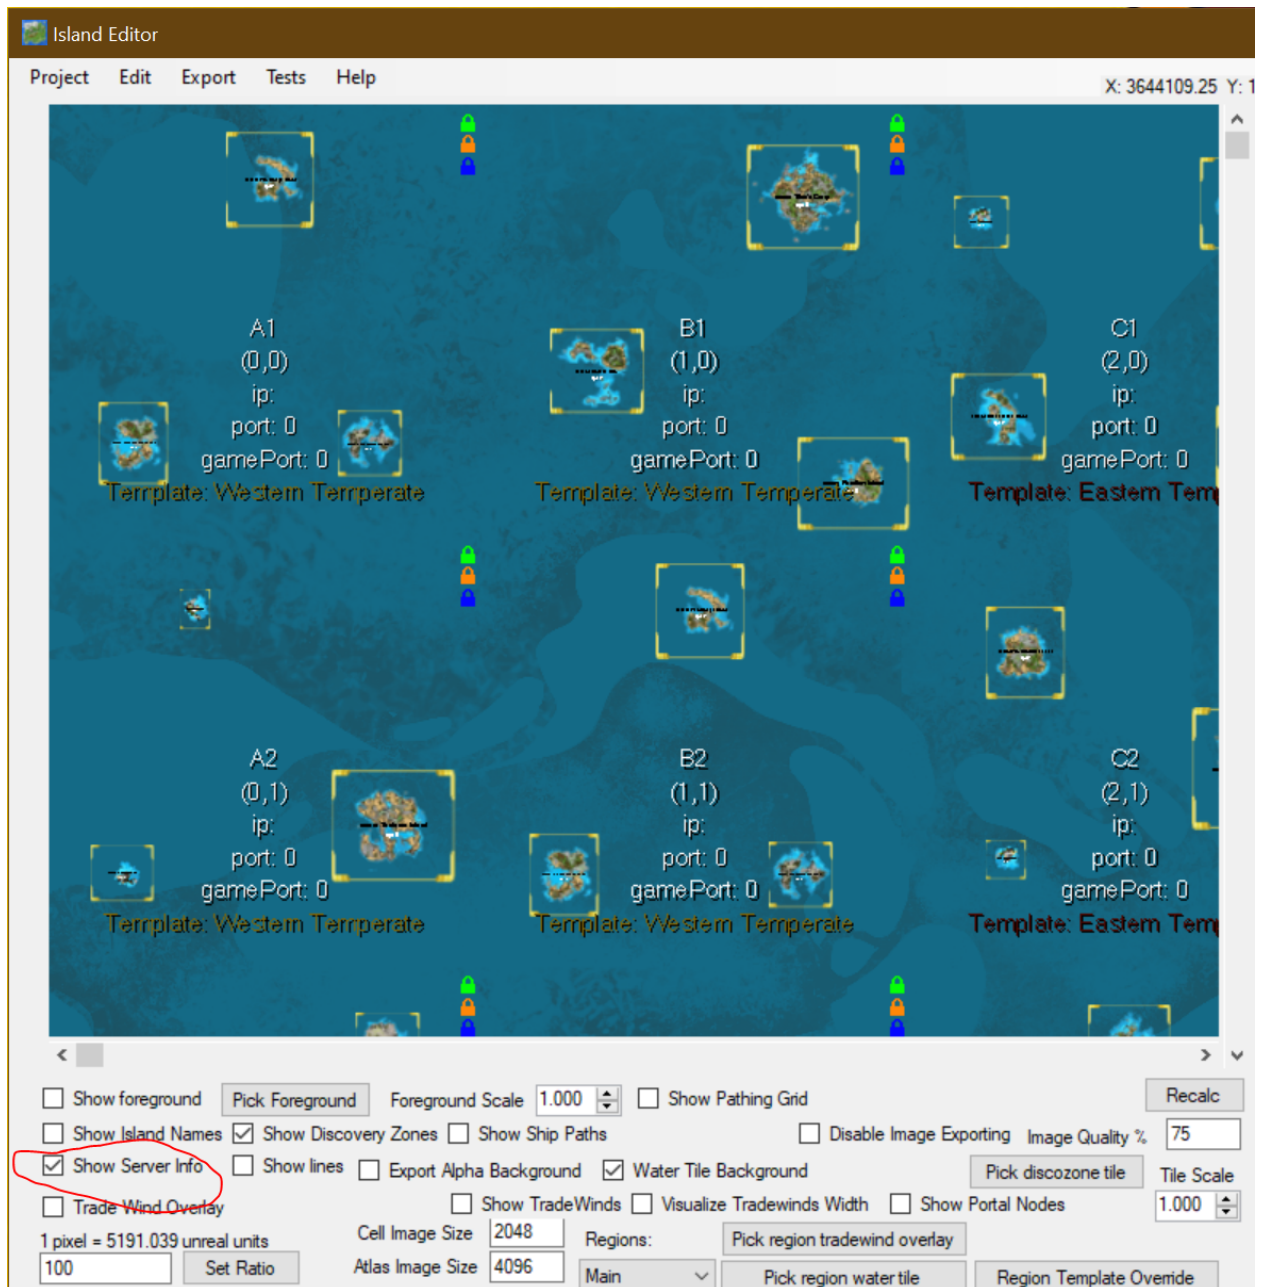 Island Editor
Project Edit Export Tests Help
X: 3644109.25 Y: 1
A1
(0,0)
ip:
port: 0
gamePort: 0
Template: Western Temperate
B1
(1,0)
ip:
port: 0
gamePort: 0
Template: Western Temperate
C1
(2,0)
ip:
port: 0
gamePort: 0
Template: Eastern Temp
A2
(0,1)
ip:
port: 0
gamePort: 0
Template: Western Temperate
B2
(1,1)
ip:
port: 0
gamePort: 0
Template: Western Temperate
C2
(2,1)
ip:
port: 0
gamePort: 0
Template: Eastern Temp
Show foreground Pick Foreground Foreground Scale 1.000 Show Pathing Grid Recalc
Show Island Names Show Discovery Zones Show Ship Paths Disable Image Exporting Image Quality % 75
Show Server Info Show lines Export Alpha Background Water Tile Background Pick discozone tile Tile Scale
Trade Wind Overlay Show TradeWinds Visualize Tradewinds Width Show Portal Nodes 1.000
1 pixel = 5191.039 unreal units Cell Image Size 2048 Regions: Pick region tradewind overlay
100 Set Ratio Atlas Image Size 4096 Main Pick region water tile Region Template Override